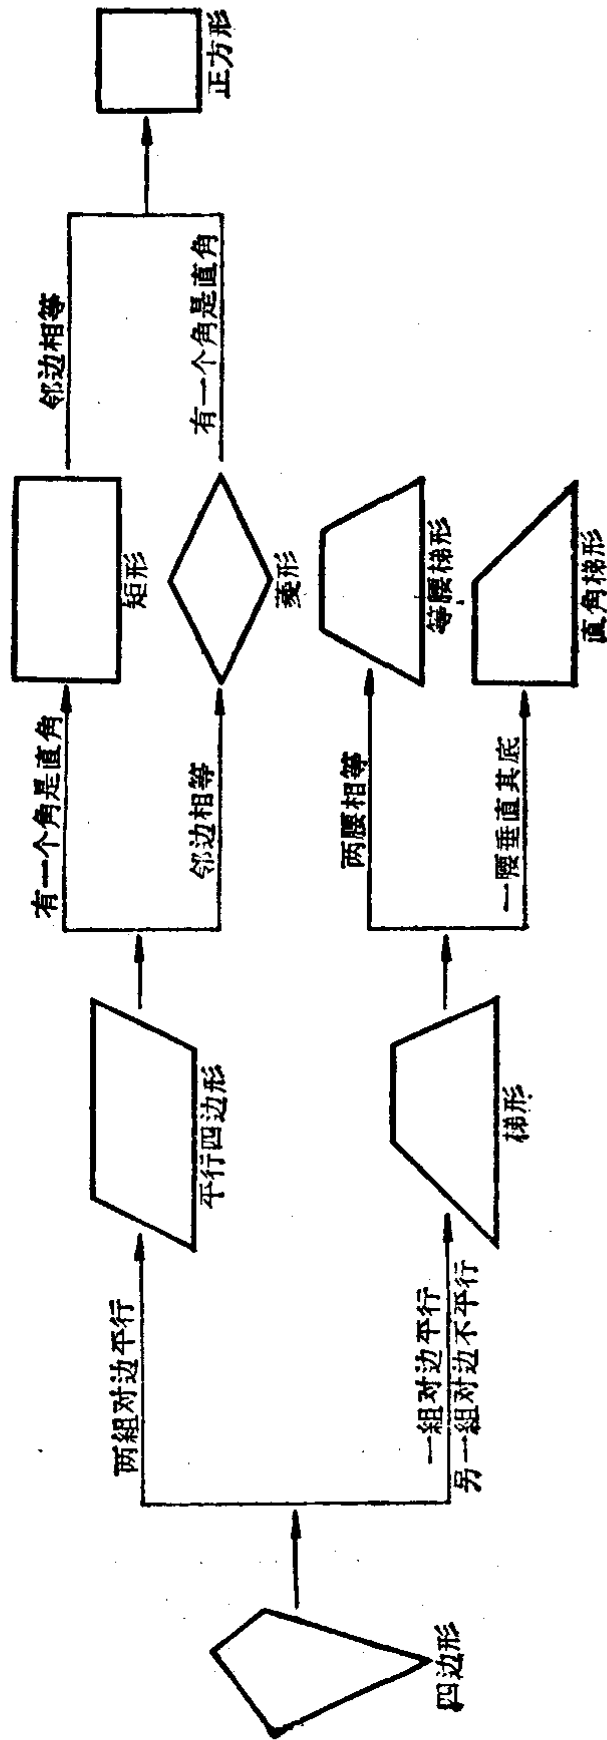 四边形
两組对边平行
一組对边平行
另一組对边不平行
平行四边形
梯形
有一个角是直角
邻边相等
两腰相等
一腰垂直其底
矩形
菱形
等腰梯形
直角梯形
邻边相等
有一个角是直角
正方形